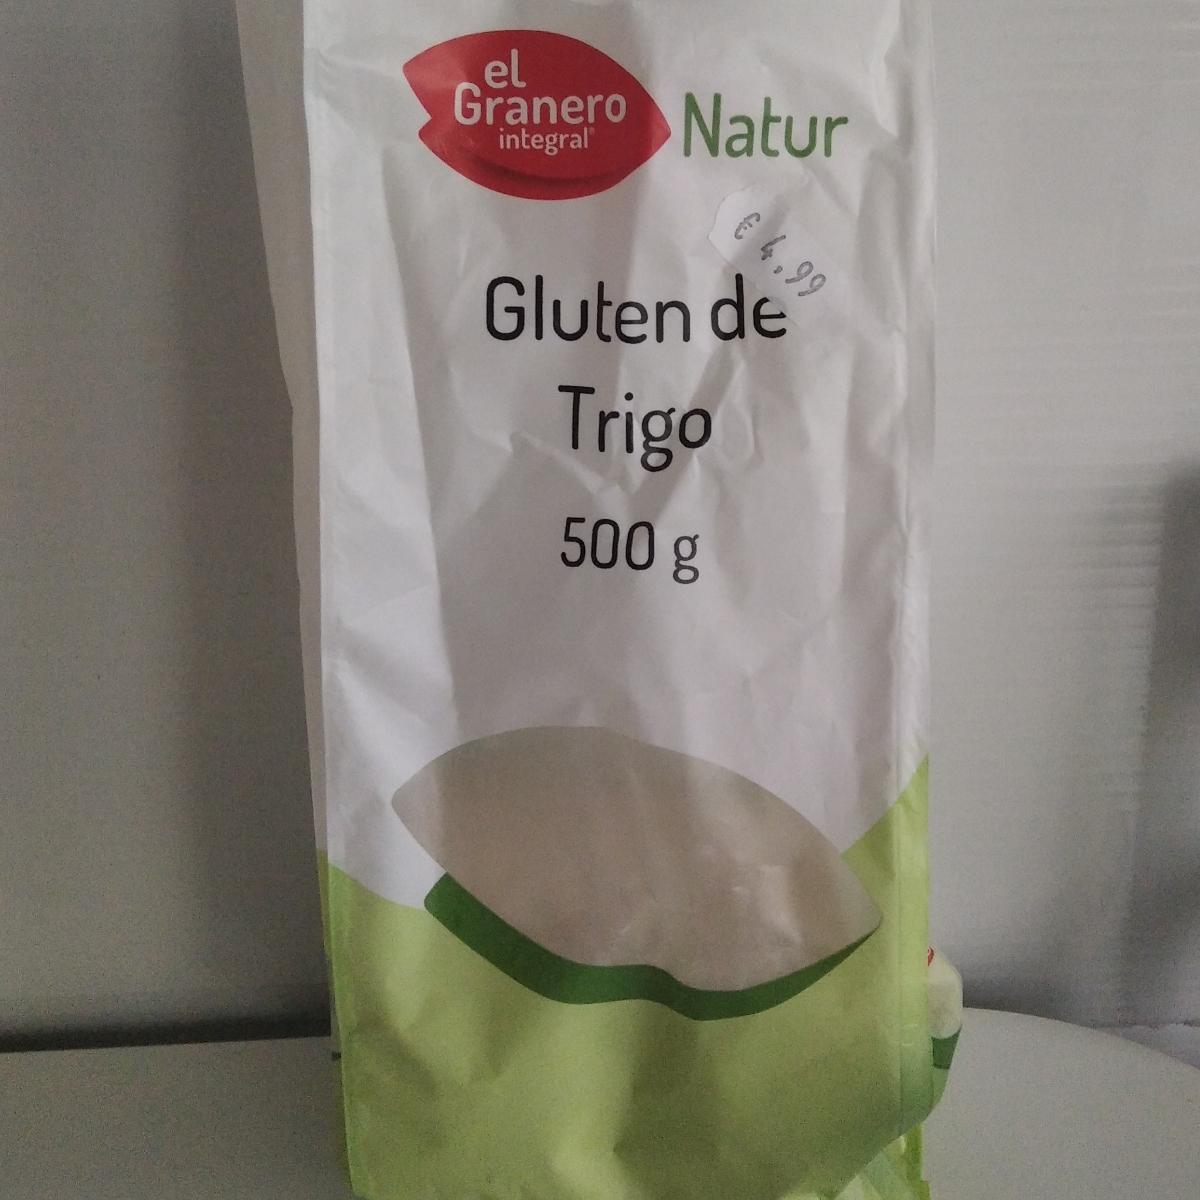 el
Granero
integral®
Natur
€ 4.99
Gluten de
Trigo
500 g